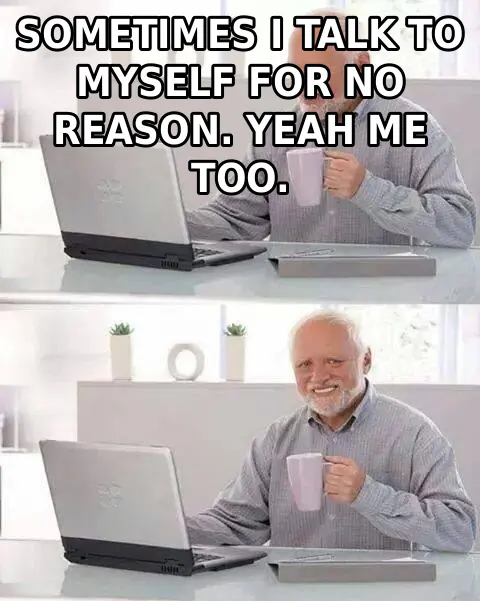 SOMETIMES I TALK TO
MYSELF FOR NO
REASON. YEAH ME
TOO.